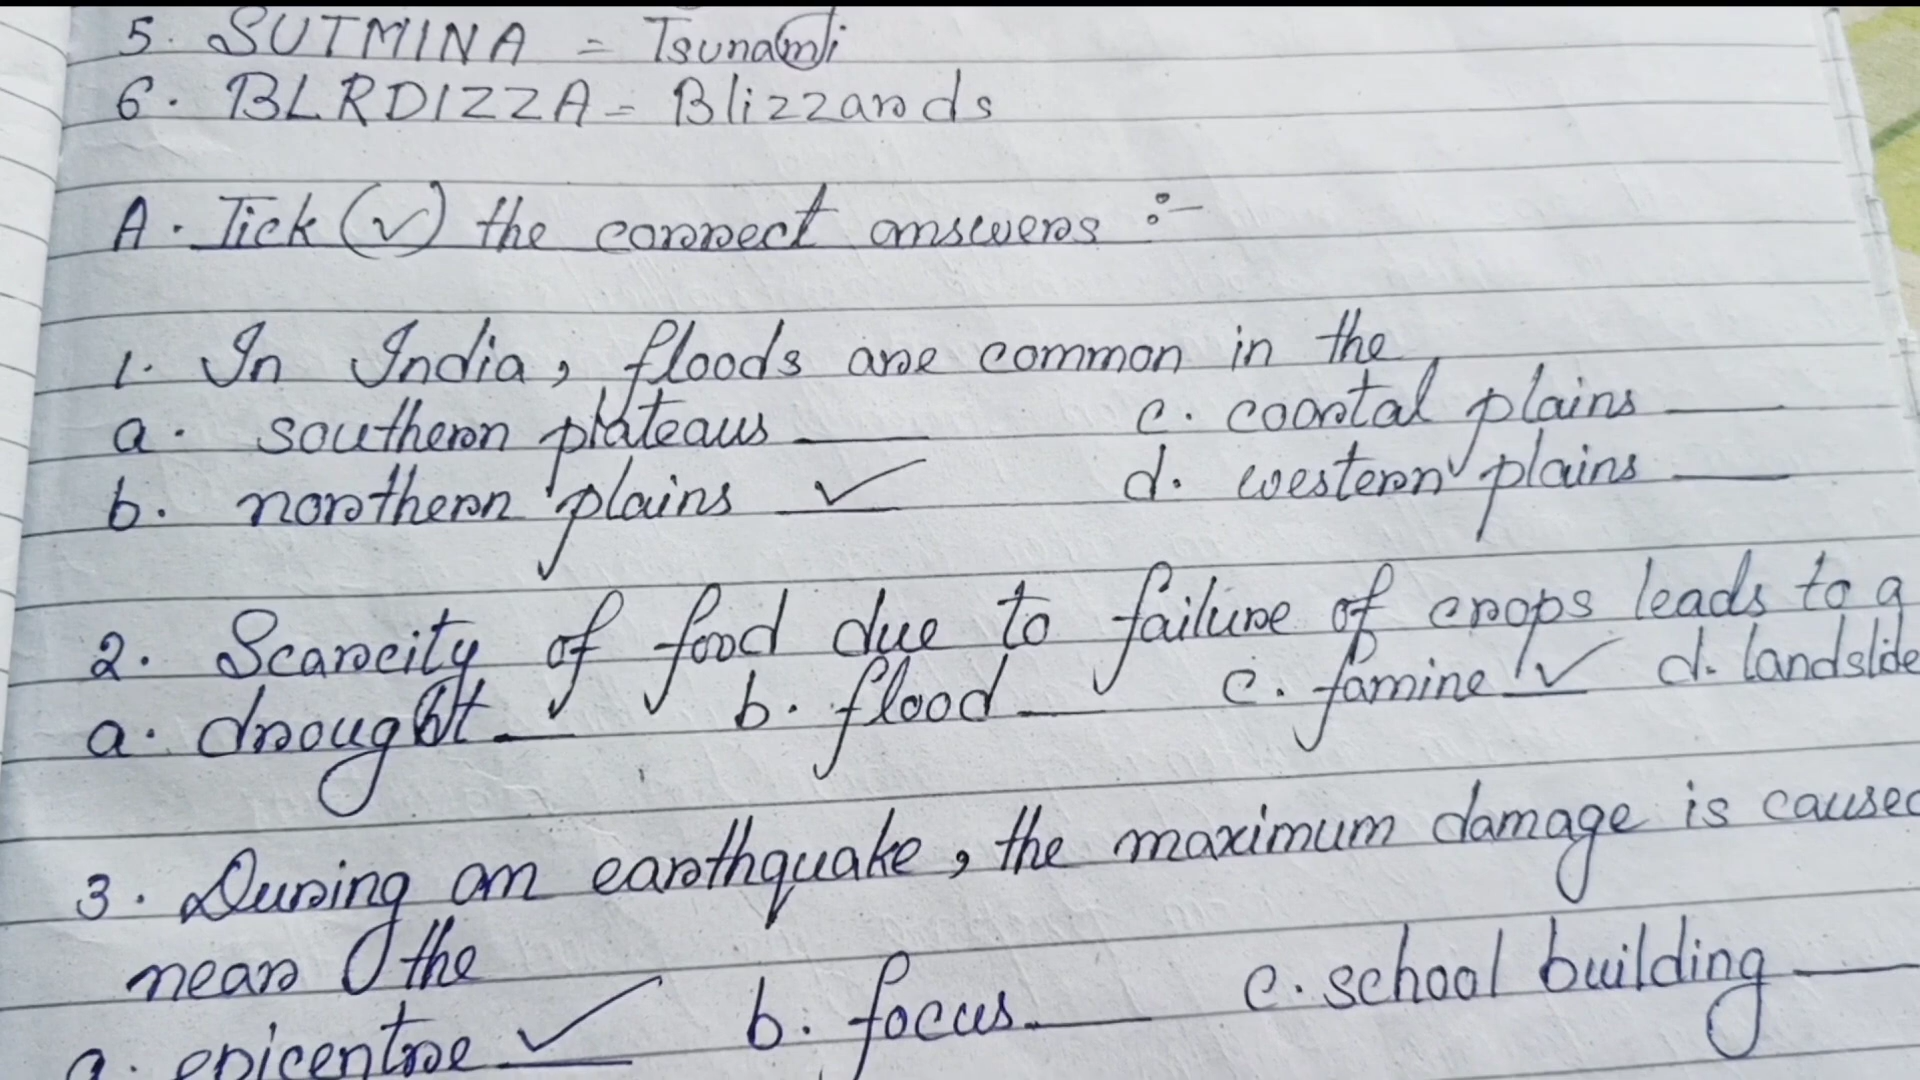 5. SUTMINA = Tsunami
6. BLRDIZZA = Blizzards
A. Tick (✓) the correct answers :-
1. In India, floods are common in the
a. southern plateaus ___ c. coastal plains ___
b. northern plains ✓ d. western plains ___
2. Scarcity of food due to failure of crops leads to a
a. drought ___ b. flood ___ c. famine ✓ d. landslide
3. During an earthquake, the maximum damage is caused
near the
a. epicentre ✓ b. focus ___ c. school building ___